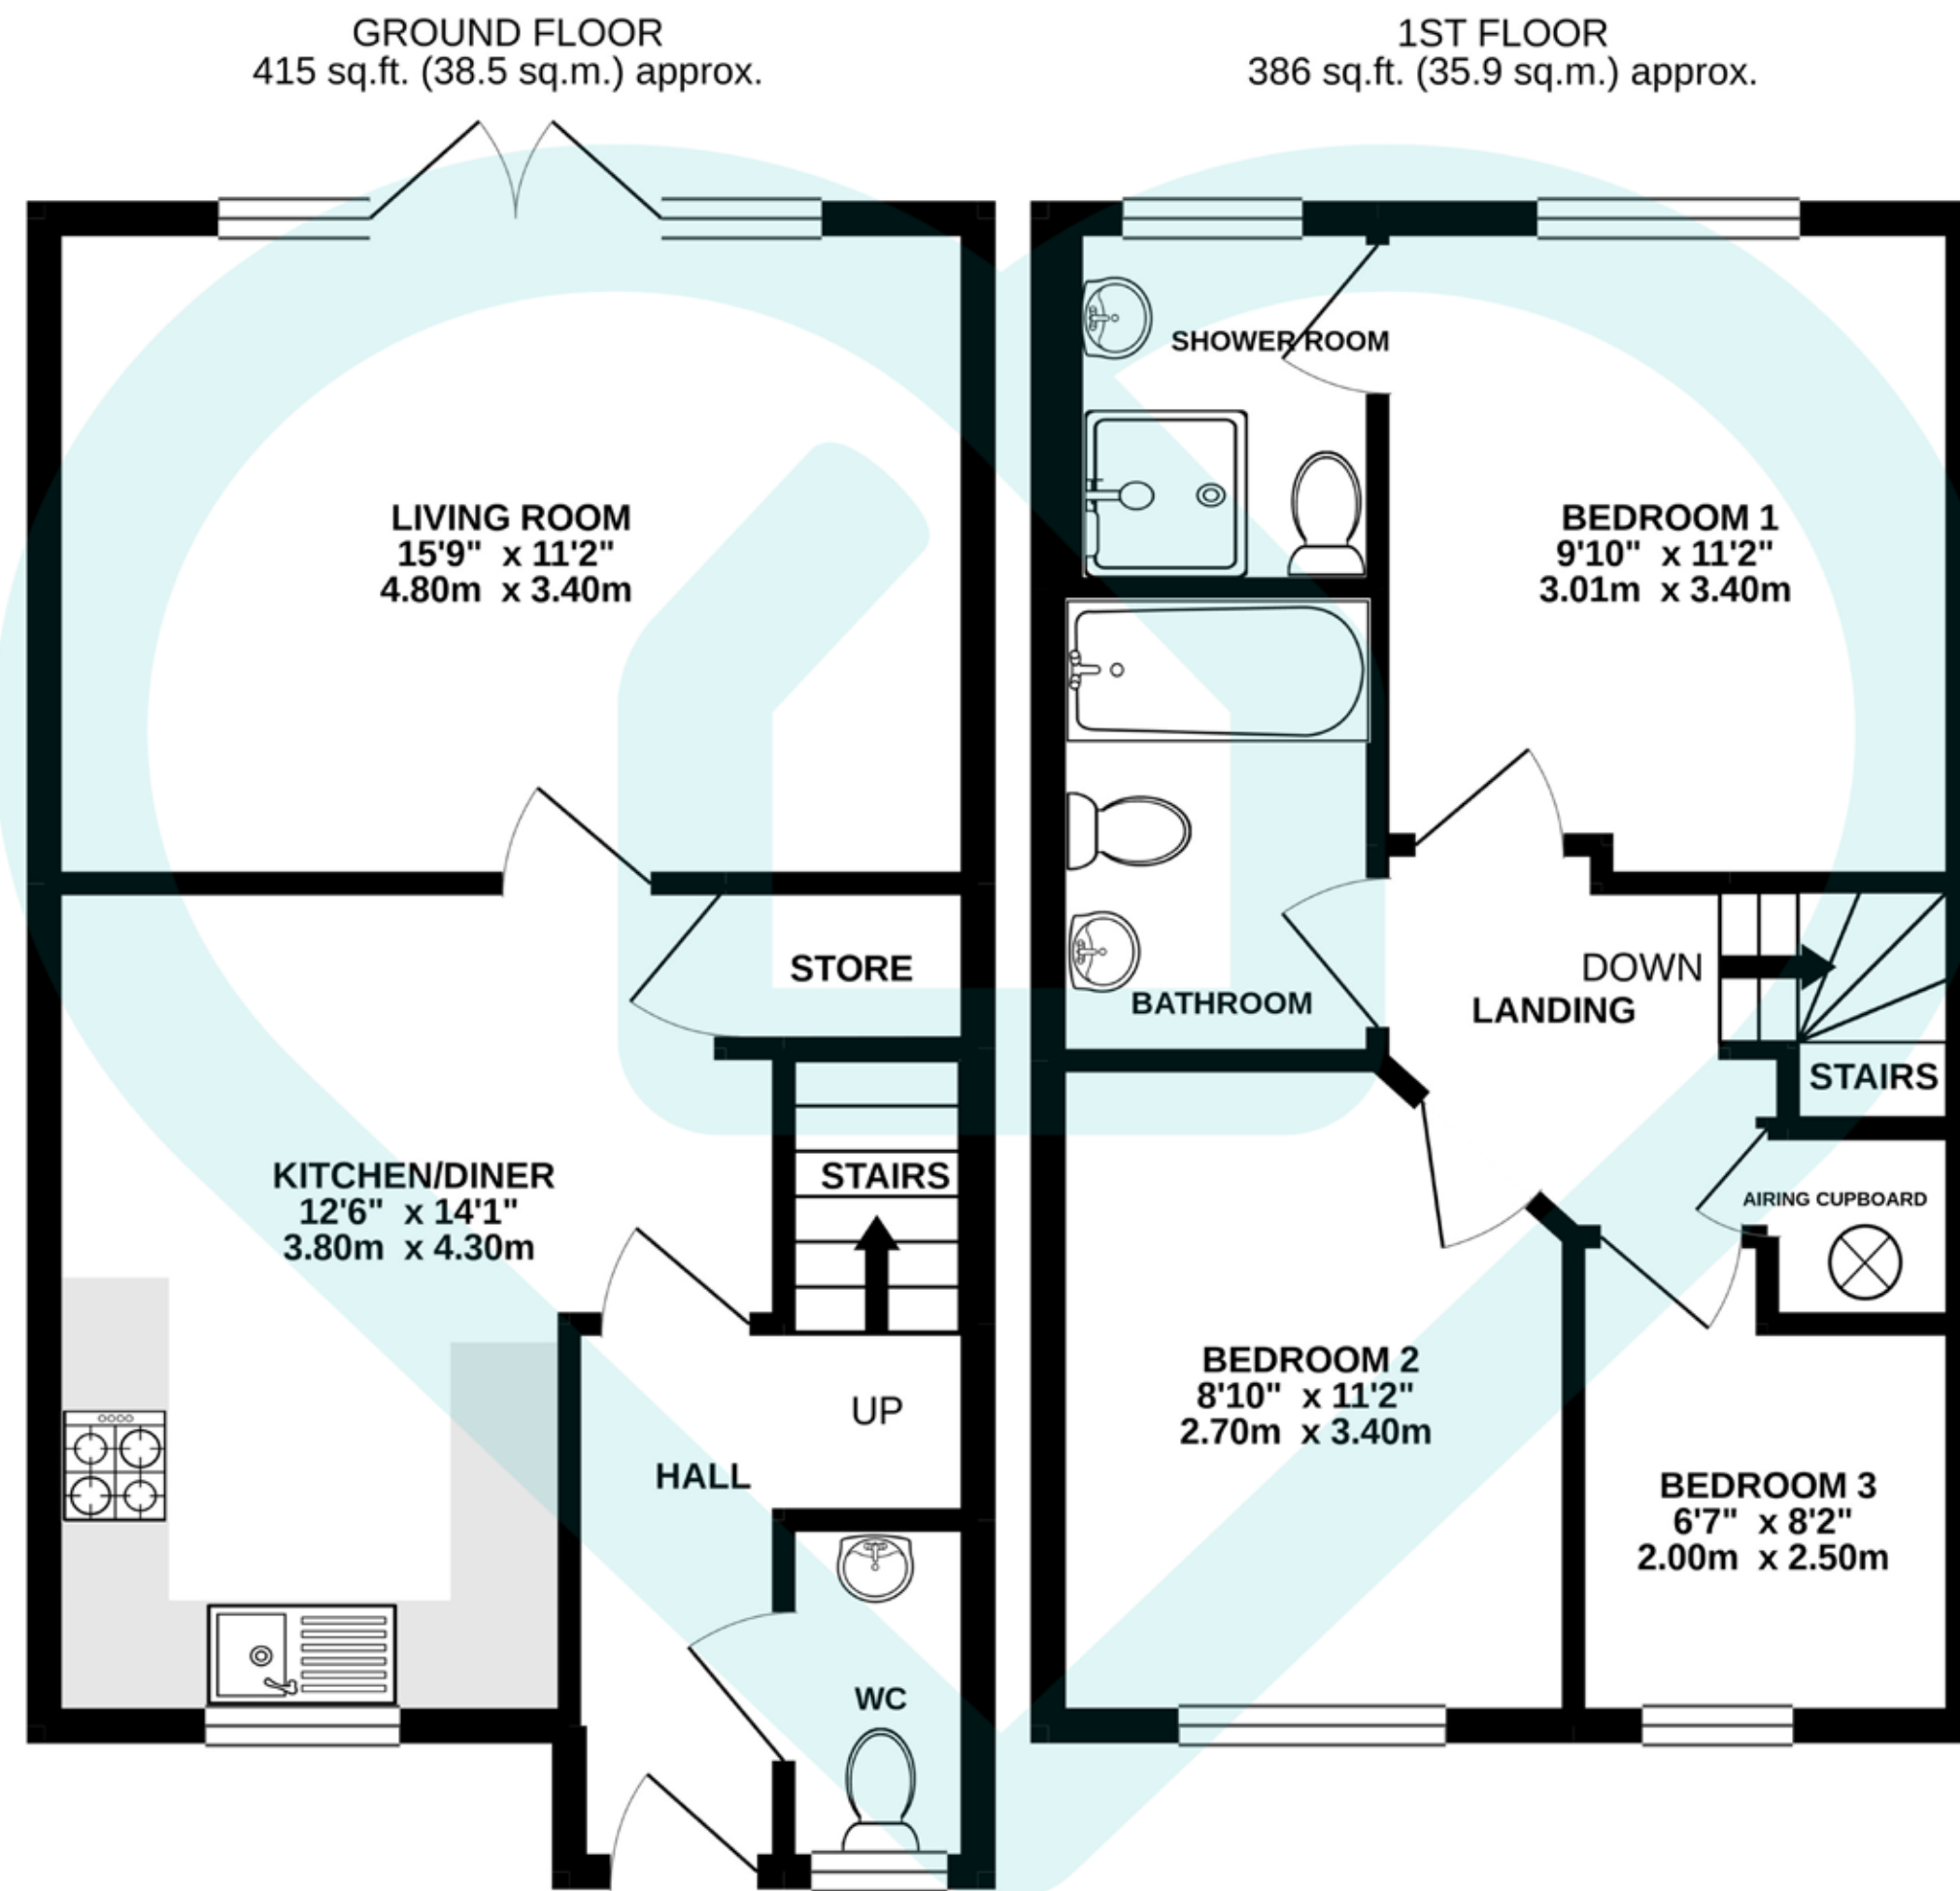 GROUND FLOOR
415 sq.ft. (38.5 sq.m.) approx.
LIVING ROOM
15'9" x 11'2"
4.80m x 3.40m
STORE
STAIRS
KITCHEN/DINER
12'6" x 14'1"
3.80m x 4.30m
UP
HALL
WC
1ST FLOOR
386 sq.ft. (35.9 sq.m.) approx.
SHOWER ROOM
BEDROOM 1
9'10" x 11'2"
3.01m x 3.40m
DOWN
BATHROOM
LANDING
STAIRS
AIRING CUPBOARD
BEDROOM 2
8'10" x 11'2"
2.70m x 3.40m
BEDROOM 3
6'7" x 8'2"
2.00m x 2.50m